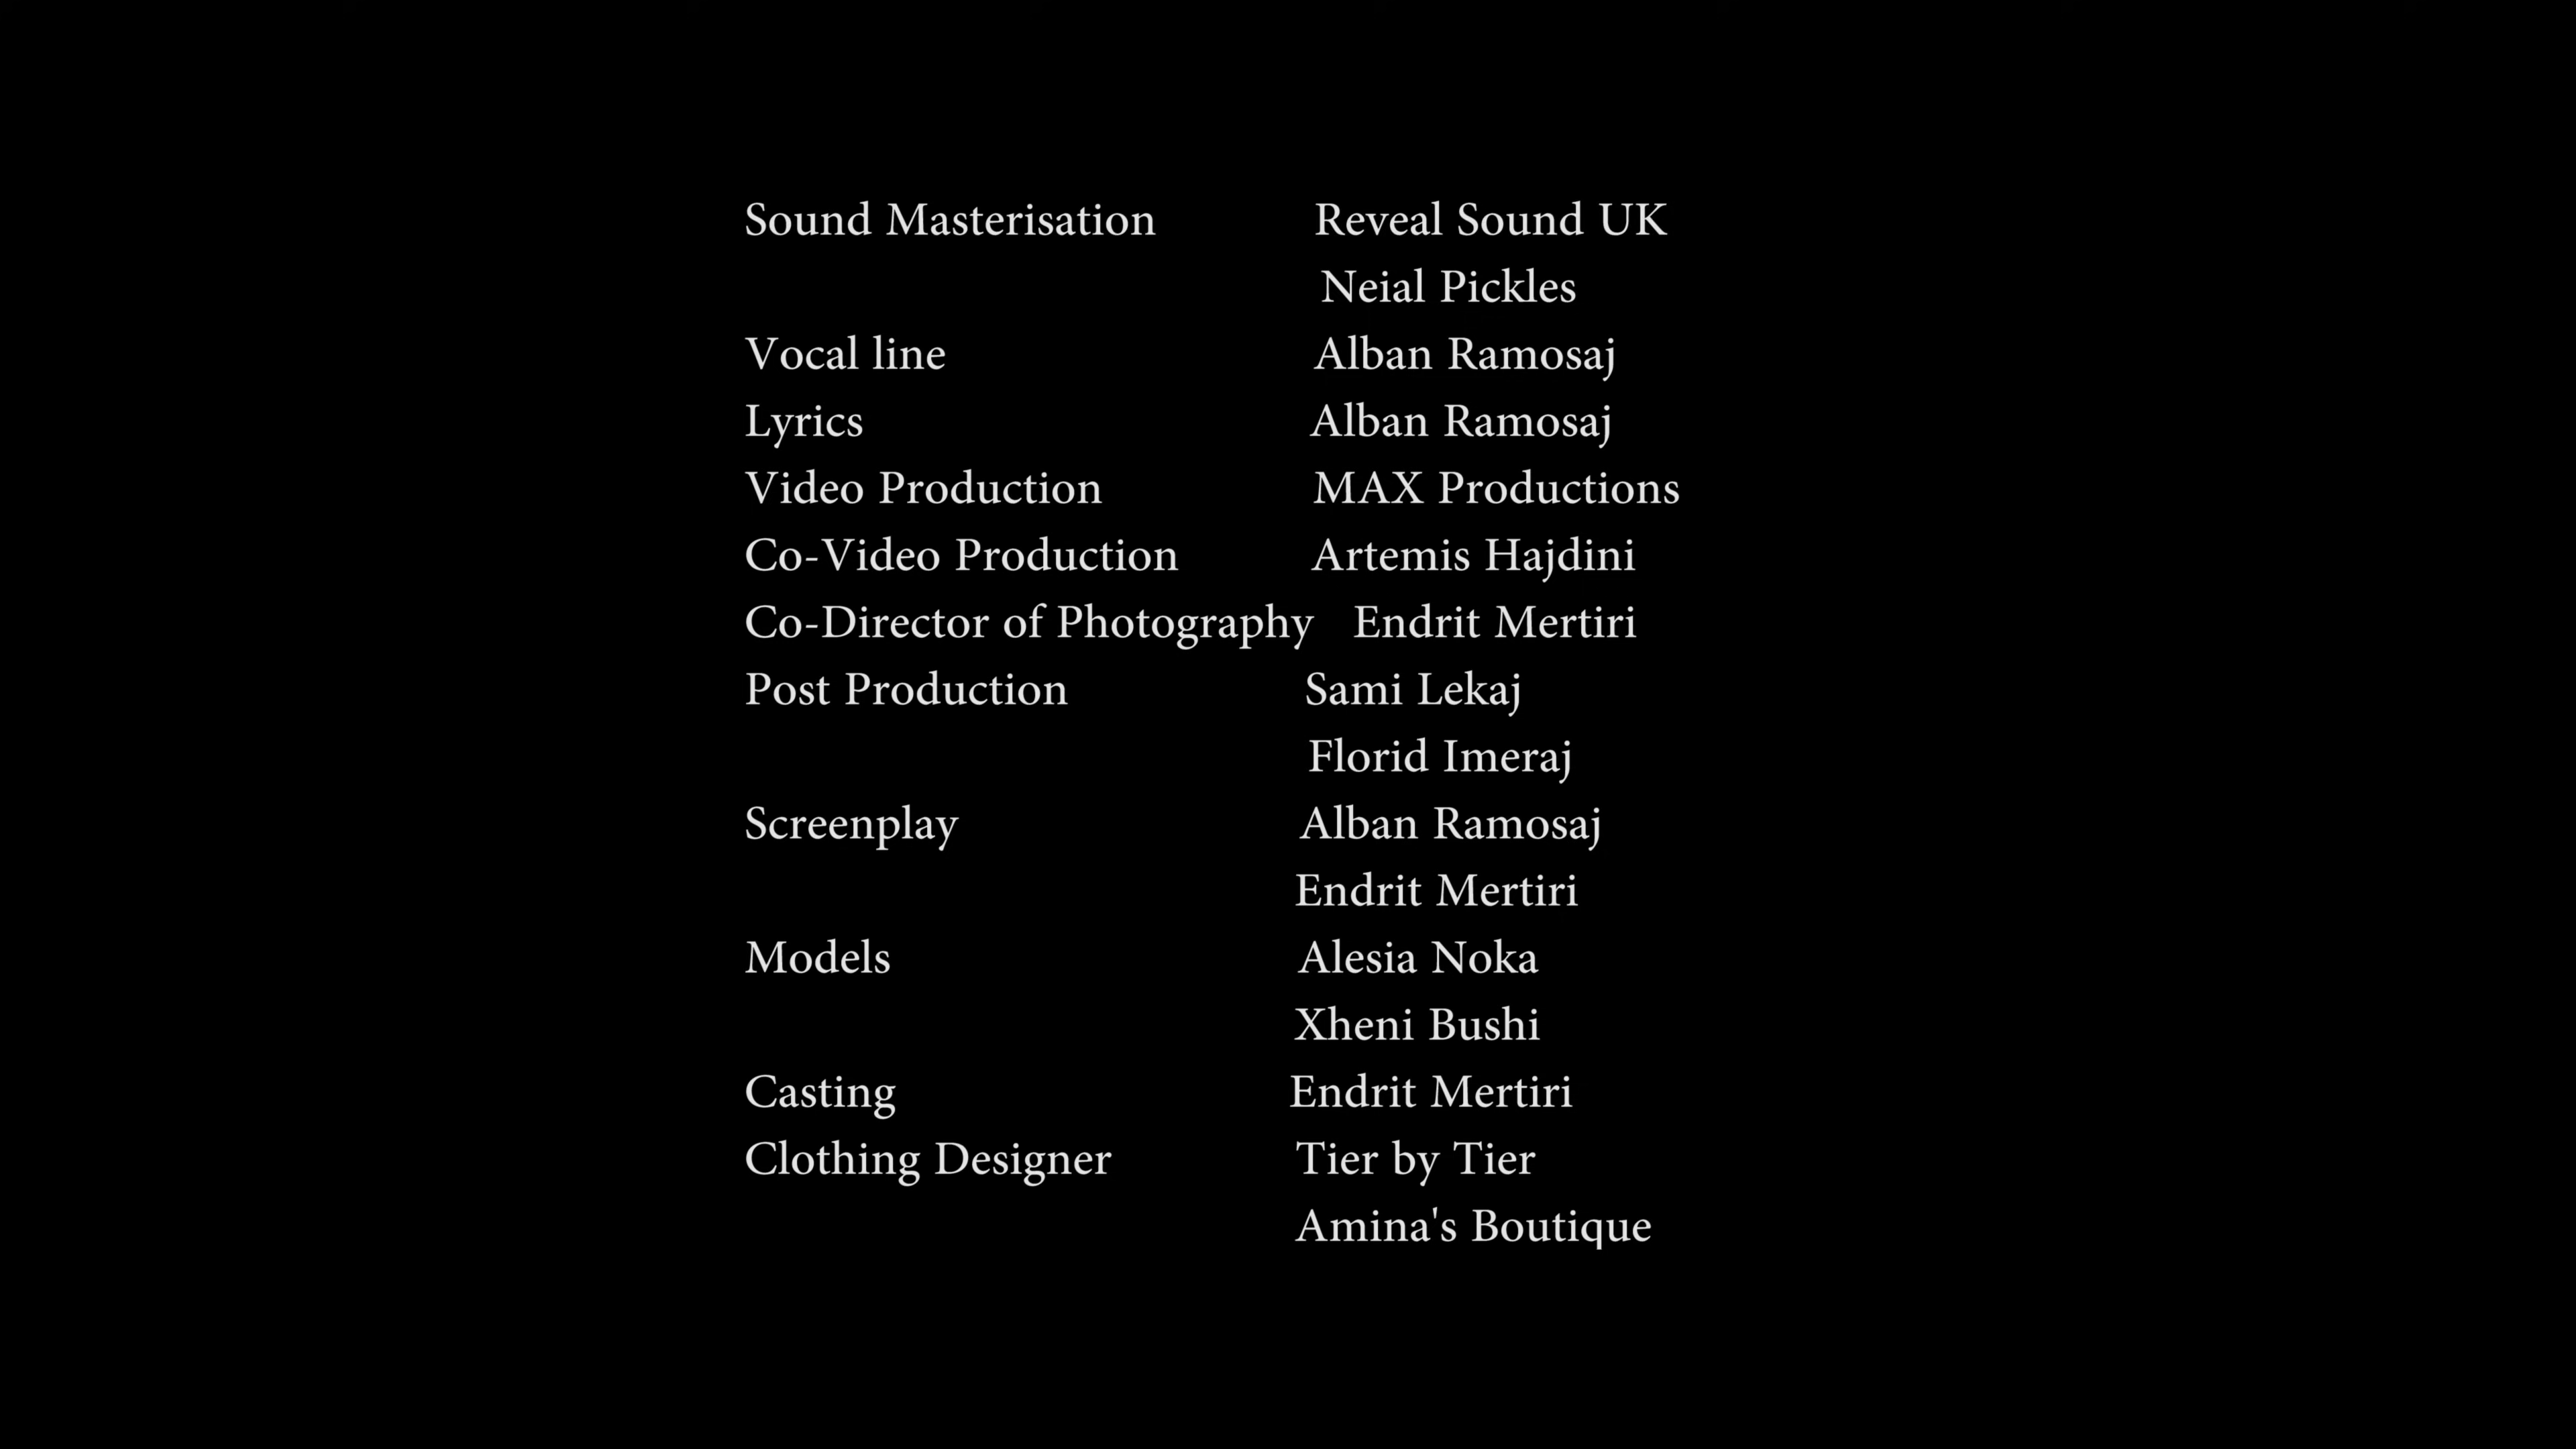 Sound Masterisation Reveal Sound UK
Neial Pickles
Vocal line Alban Ramosaj
Lyrics Alban Ramosaj
Video Production MAX Productions
Co-Video Production Artemis Hajdini
Co-Director of Photography Endrit Mertiri
Post Production Sami Lekaj
Florid Imeraj
Screenplay Alban Ramosaj
Endrit Mertiri
Models Alesia Noka
Xheni Bushi
Casting Endrit Mertiri
Clothing Designer Tier by Tier
Amina's Boutique